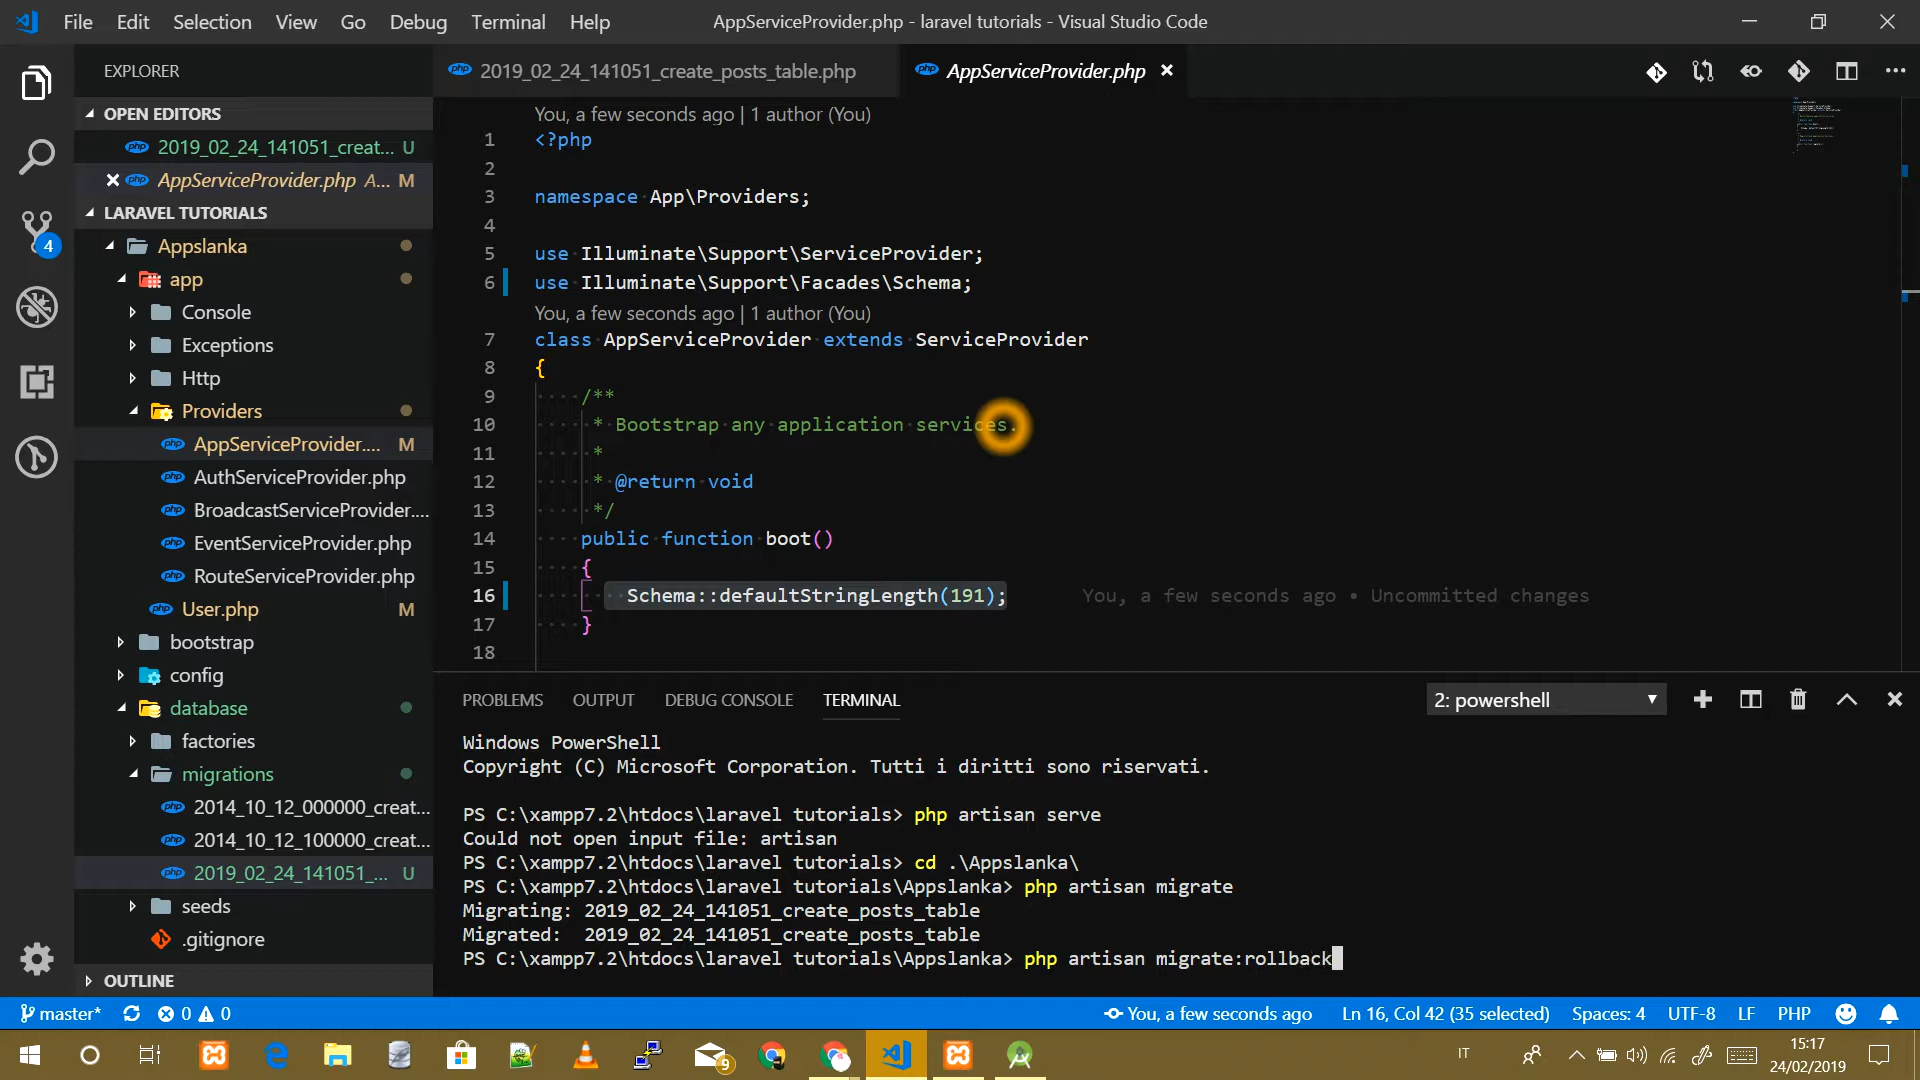 File Edit Selection View Go Debug Terminal Help
AppServiceProvider.php - laravel tutorials - Visual Studio Code
EXPLORER
OPEN EDITORS
2019_02_24_141051_creat... U
AppServiceProvider.php A... M
LARAVEL TUTORIALS
Appslanka
app
Console
Exceptions
Http
Providers
AppServiceProvider.... M
AuthServiceProvider.php
BroadcastServiceProvider....
EventServiceProvider.php
RouteServiceProvider.php
User.php M
bootstrap
config
database
factories
migrations
2014_10_12_000000_creat...
2014_10_12_100000_creat...
2019_02_24_141051_... U
seeds
.gitignore
OUTLINE
4
2019_02_24_141051_create_posts_table.php
AppServiceProvider.php
You, a few seconds ago | 1 author (You)
1 <?php
2
3 namespace App\Providers;
4
5 use Illuminate\Support\ServiceProvider;
6 use Illuminate\Support\Facades\Schema;
You, a few seconds ago | 1 author (You)
7 class AppServiceProvider extends ServiceProvider
8 {
9 /**
10 * Bootstrap any application services.
11 *
12 * @return void
13 */
14 public function boot()
15 {
16 Schema::defaultStringLength(191); You, a few seconds ago • Uncommitted changes
17 }
18
PROBLEMS OUTPUT DEBUG CONSOLE TERMINAL
2: powershell
Windows PowerShell
Copyright (C) Microsoft Corporation. Tutti i diritti sono riservati.
PS C:\xampp7.2\htdocs\laravel tutorials> php artisan serve
Could not open input file: artisan
PS C:\xampp7.2\htdocs\laravel tutorials> cd .\Appslanka\
PS C:\xampp7.2\htdocs\laravel tutorials\Appslanka> php artisan migrate
Migrating: 2019_02_24_141051_create_posts_table
Migrated:  2019_02_24_141051_create_posts_table
PS C:\xampp7.2\htdocs\laravel tutorials\Appslanka> php artisan migrate:rollback
master* 0 0
You, a few seconds ago Ln 16, Col 42 (35 selected) Spaces: 4 UTF-8 LF PHP
9
IT
15:17
24/02/2019